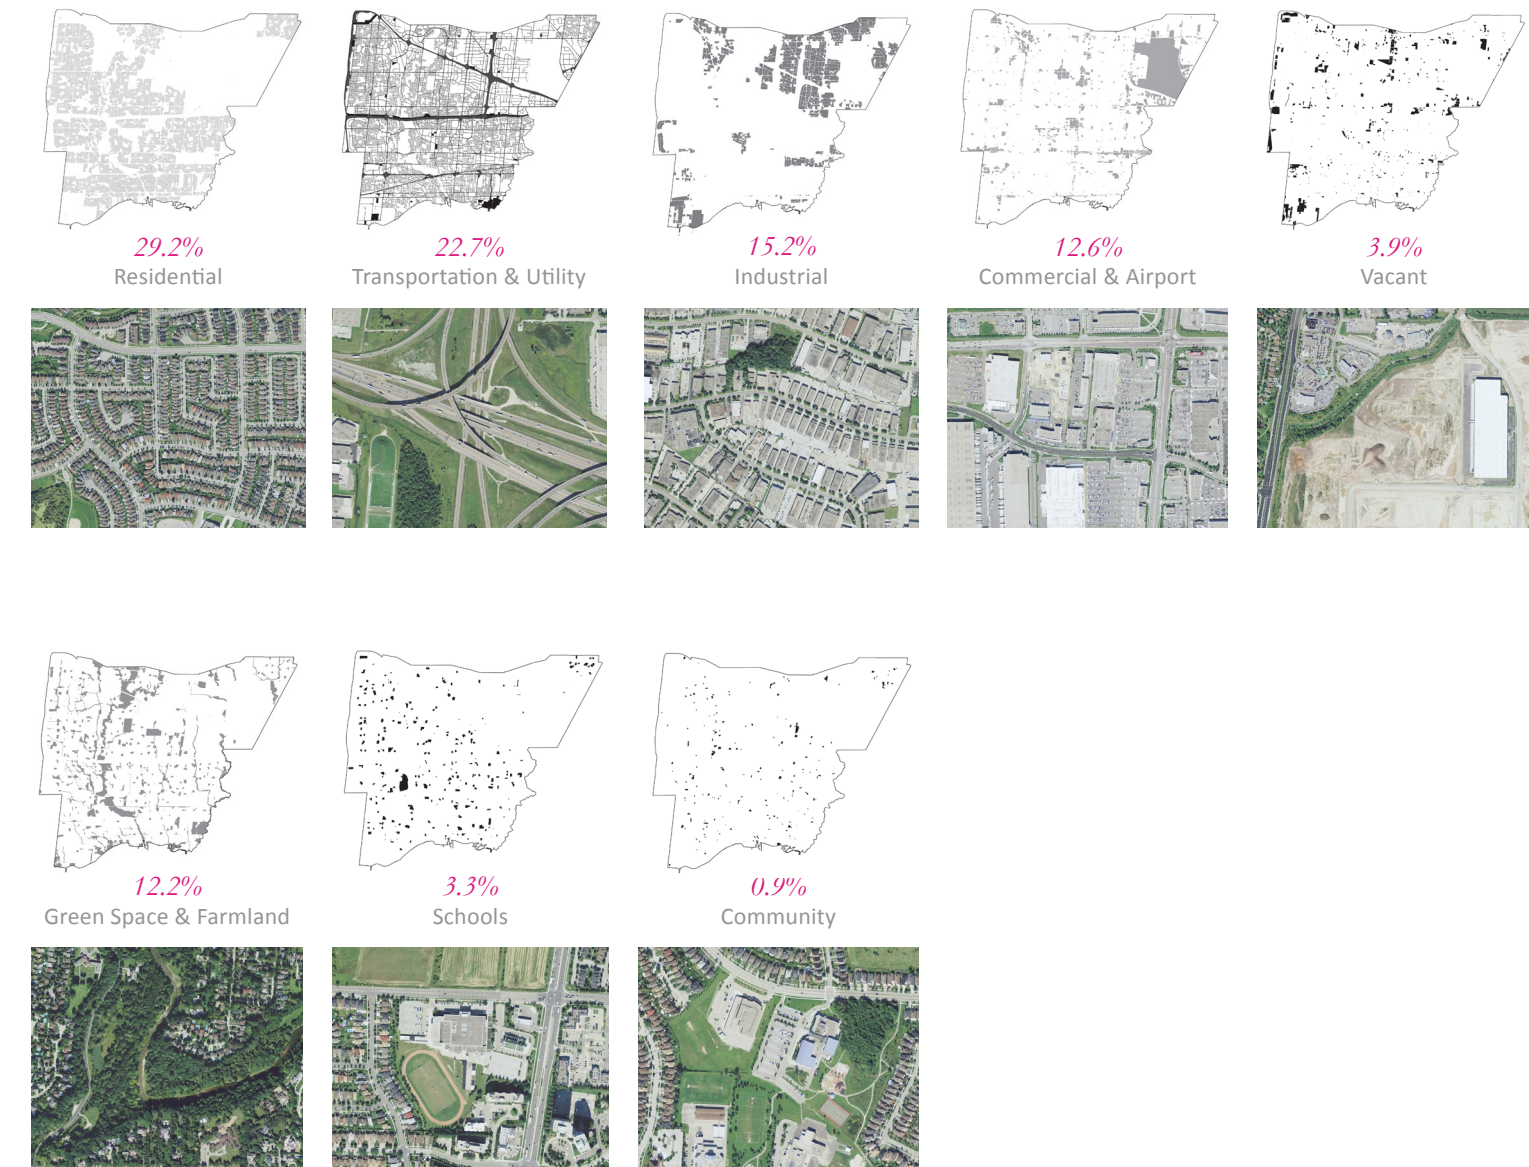 29.2%
Residential
22.7%
Transportation & Utility
15.2%
Industrial
12.6%
Commercial & Airport
3.9%
Vacant
12.2%
Green Space & Farmland
3.3%
Schools
0.9%
Community